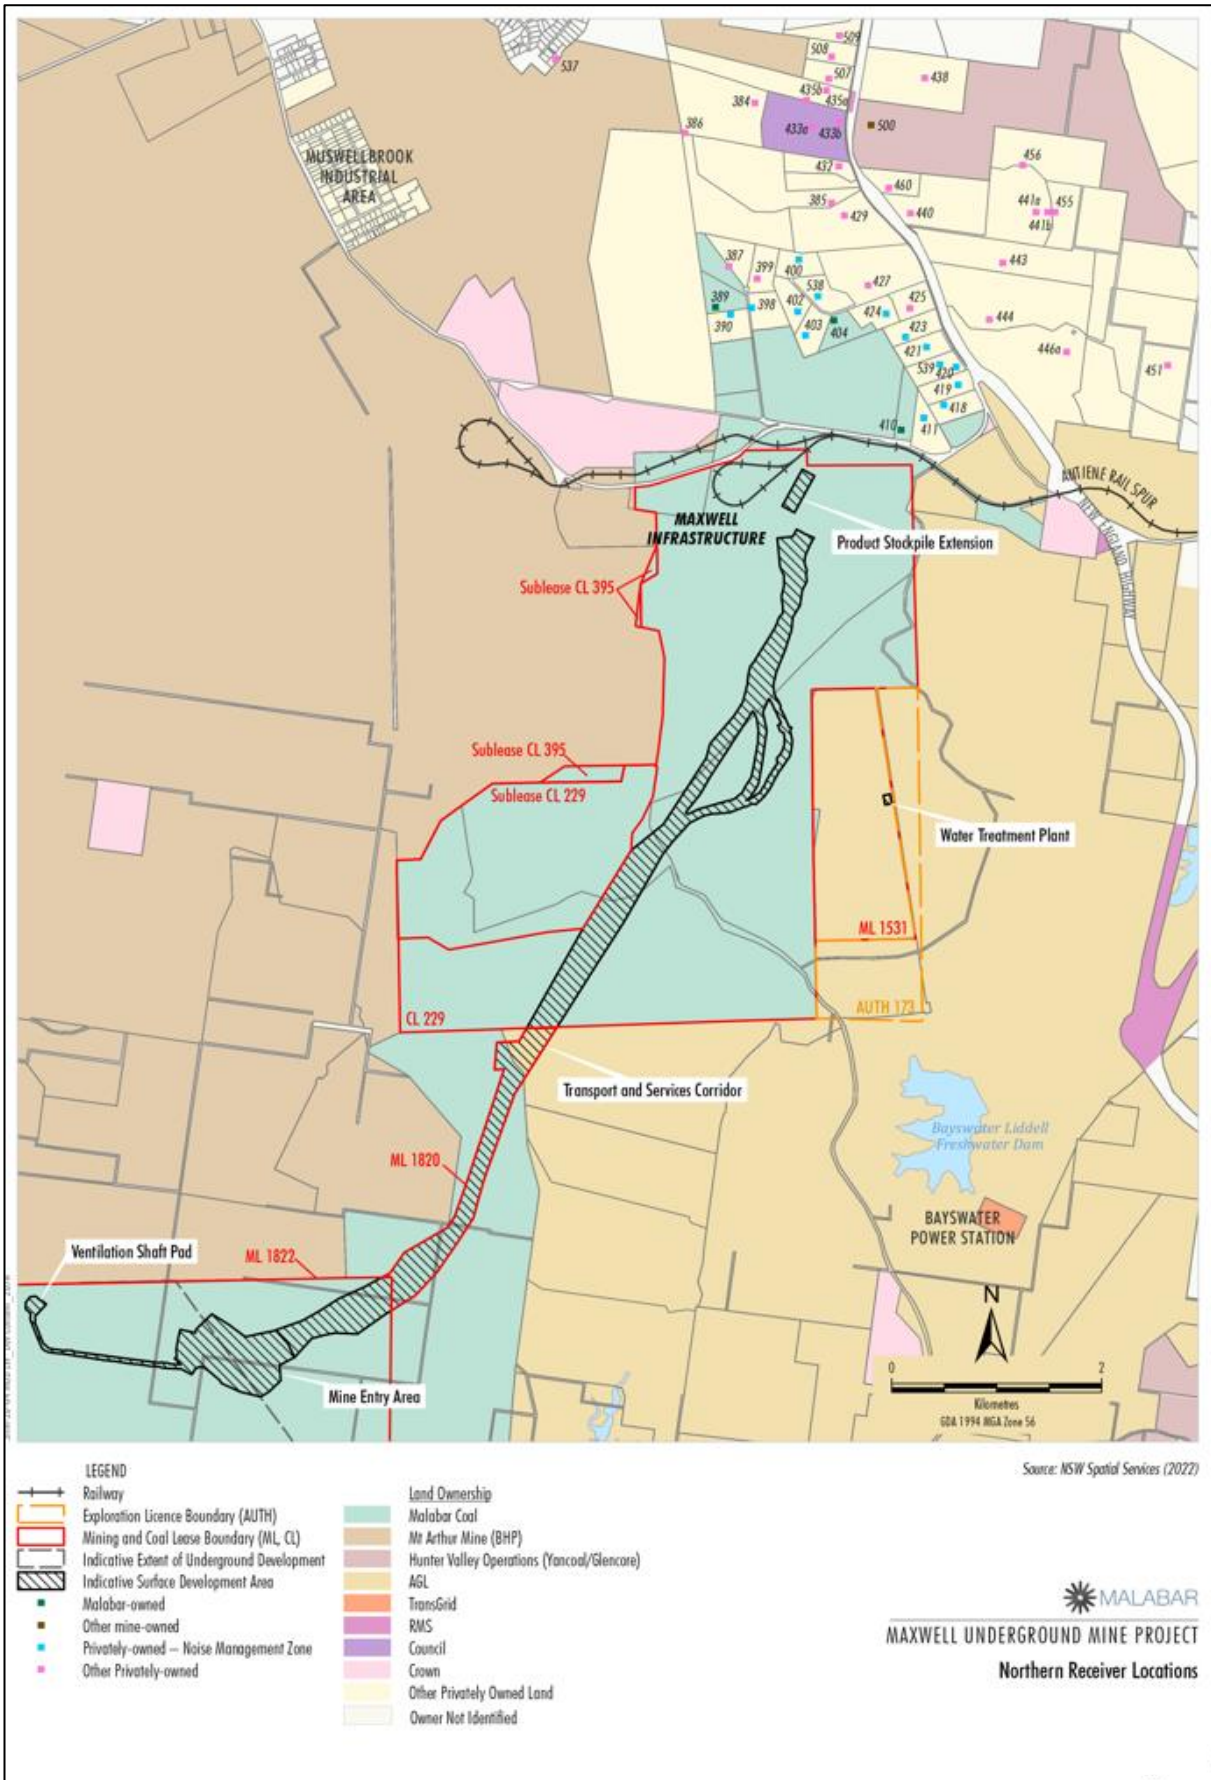 509
508
537
507
438
435b
384
435a
433a
433b
500
386
MUSWELLBROOK
INDUSTRIAL
AREA
432
456
460
385
441a
455
429
440
441b
387
399
400
443
427
538
389
398
402
425
424
444
390
403
404
423
421
446a
451
539
420
419
418
410
411
ANTIENE RAIL SPUR
MAXWELL
INFRASTRUCTURE
Product Stockpile Extension
NEW ENGLAND HIGHWAY
Sublease CL 395
Sublease CL 395
Sublease CL 229
Water Treatment Plant
ML 1531
AUTH 173
CL 229
Transport and Services Corridor
Bayswater Liddell
Freshwater Dam
ML 1820
BAYSWATER
POWER STATION
Ventilation Shaft Pad
ML 1822
N
0
2
Mine Entry Area
Kilometres
GDA 1994 MGA Zone 56
LEGEND
Source: NSW Spatial Services (2022)
Railway
Exploration Licence Boundary (AUTH)
Mining and Coal Lease Boundary (ML, CL)
Indicative Extent of Underground Development
Indicative Surface Development Area
Malabar-owned
Other mine-owned
Privately-owned – Noise Management Zone
Other Privately-owned
Land Ownership
Malabar Coal
Mt Arthur Mine (BHP)
Hunter Valley Operations (Yancoal/Glencore)
AGL
TransGrid
RMS
Council
Crown
Other Privately Owned Land
Owner Not Identified
MALABAR
MAXWELL UNDERGROUND MINE PROJECT
Northern Receiver Locations